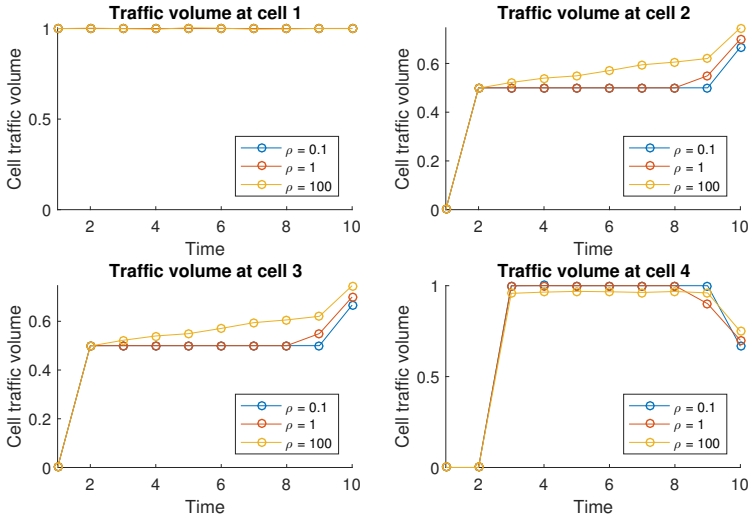 Traffic volume at cell 1
Cell traffic volume
1
0.5
0
2 4 6 8 10
Time
ρ = 0.1
ρ = 1
ρ = 100
Traffic volume at cell 2
Cell traffic volume
0.6
0.4
0.2
0
2 4 6 8 10
Time
ρ = 0.1
ρ = 1
ρ = 100
Traffic volume at cell 3
Cell traffic volume
0.6
0.4
0.2
0
2 4 6 8 10
Time
ρ = 0.1
ρ = 1
ρ = 100
Traffic volume at cell 4
Cell traffic volume
1
0.5
0
2 4 6 8 10
Time
ρ = 0.1
ρ = 1
ρ = 100